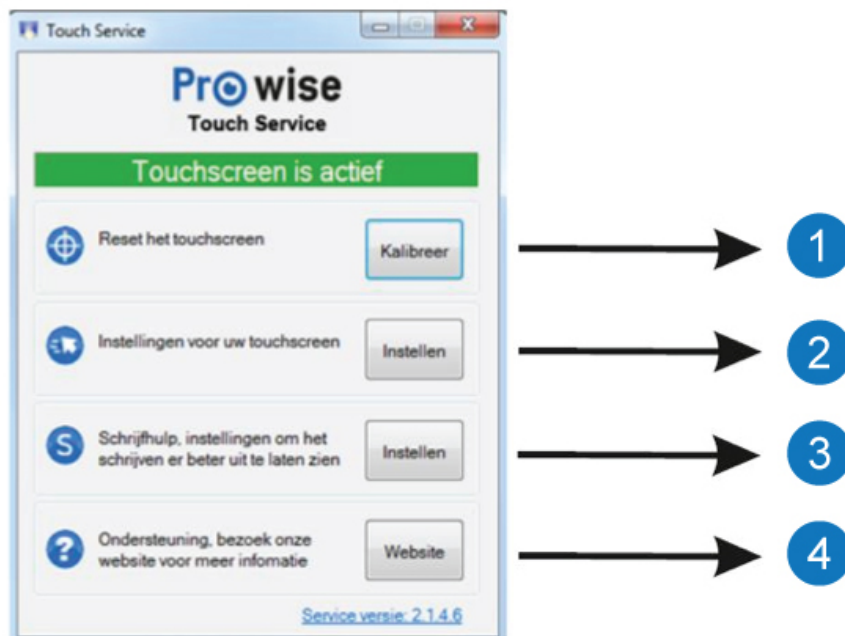 Touch Service
Prowise
Touch Service
Touchscreen is actief
Reset het touchscreen
Kalibreer
1
Instellingen voor uw touchscreen
Instellen
2
Schrijfhulp, instellingen om het
schrijven er beter uit te laten zien
Instellen
3
Ondersteuning, bezoek onze
website voor meer infomatie
Website
4
Service versie: 2.1.4.6